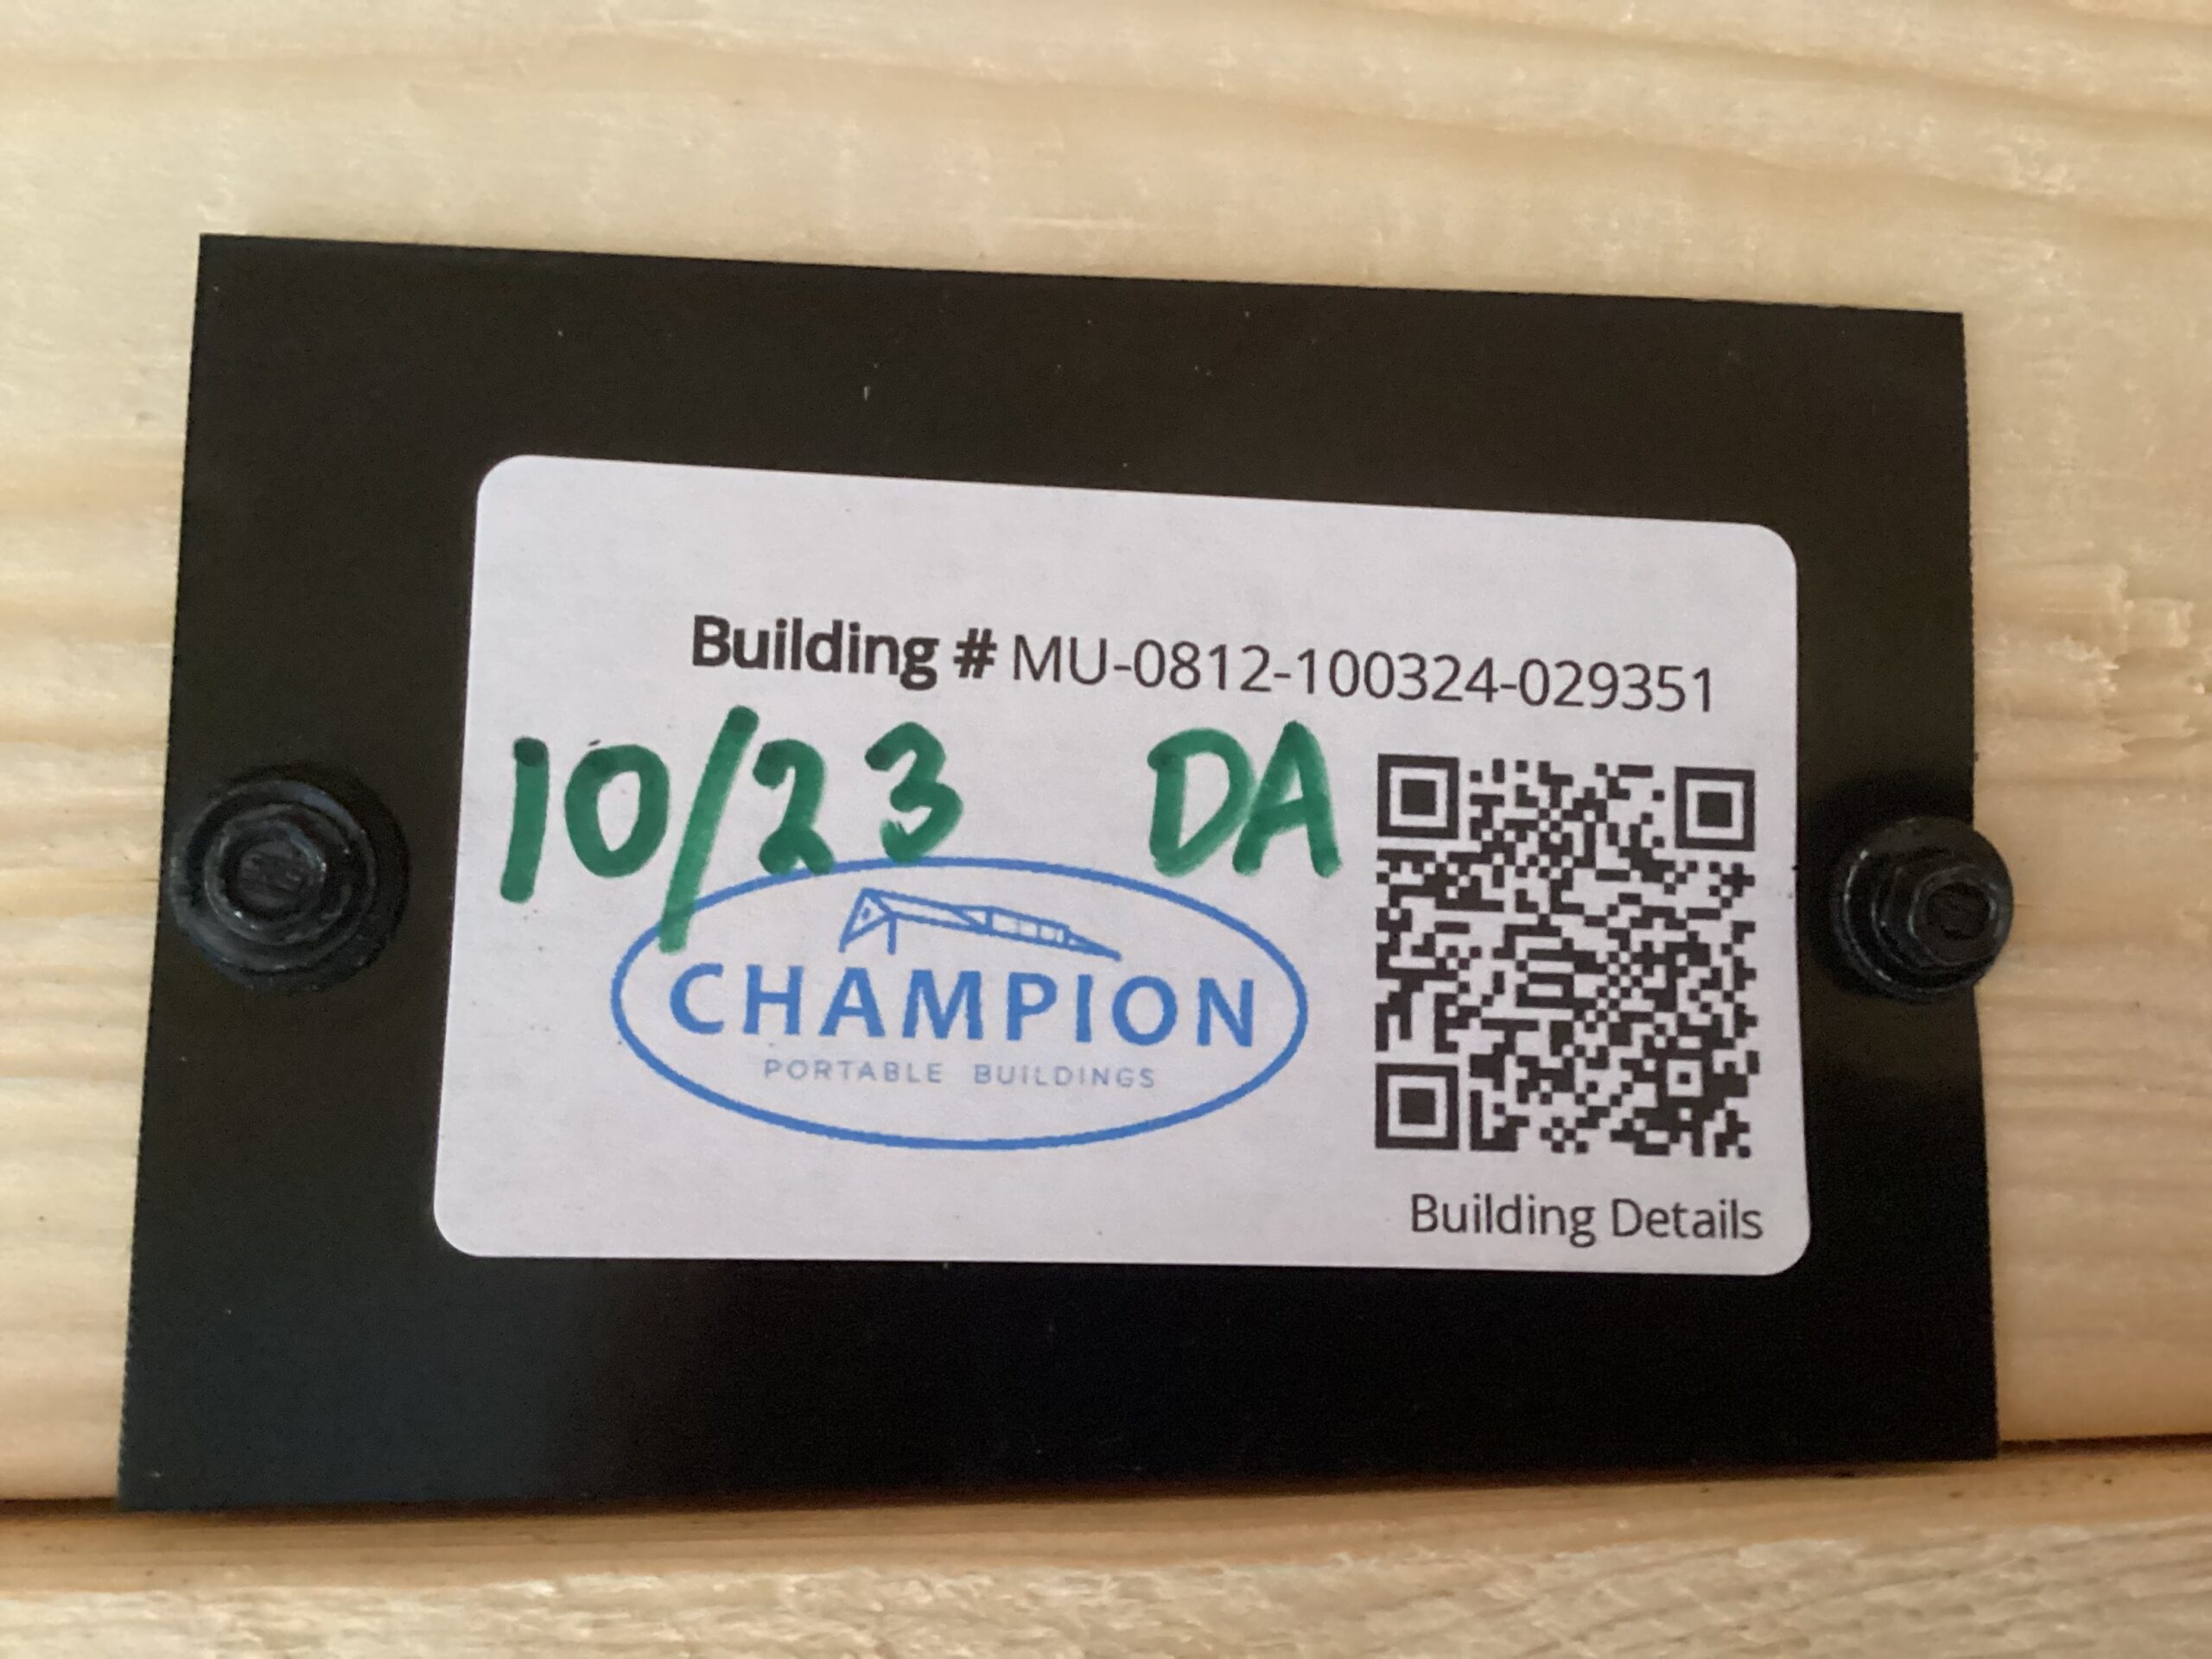 Building # MU-0812-100324-029351
10/23 DA
CHAMPION
PORTABLE BUILDINGS
Building Details